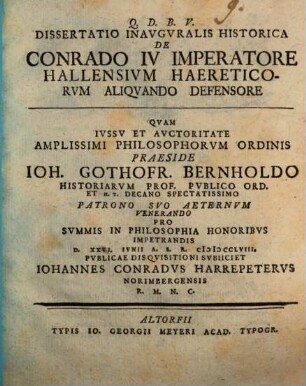 9.
Q. D. B. V.
DISSERTATIO INAVGVRALIS HISTORICA
DE
CONRADO IV IMPERATORE
HALLENSIVM HAERETICO-
RVM ALIQVANDO DEFENSORE
QVAM
IVSSV ET AVCTORITATE
AMPLISSIMI PHILOSOPHORVM ORDINIS
PRAESIDE
IOH. GOTHOFR. BERNHOLDO
HISTORIARVM PROF. PVBLICO ORD.
ET H. T. DECANO SPECTATISSIMO
PATRONO SVO AETERNVM
VENERANDO
PRO
SVMMIS IN PHILOSOPHIA HONORIBVS
IMPETRANDIS
D. XXVI. IVNII A. S. R. CIↃIↃCCLVIII.
PVBLICAE DISQVISITIONI SVBIICIET
IOHANNES CONRADVS HARREPETERVS
NORIMBERGENSIS
R. M. N. C.
ALTORFII
TYPIS IO. GEORGII MEYERI ACAD. TYPOGR.